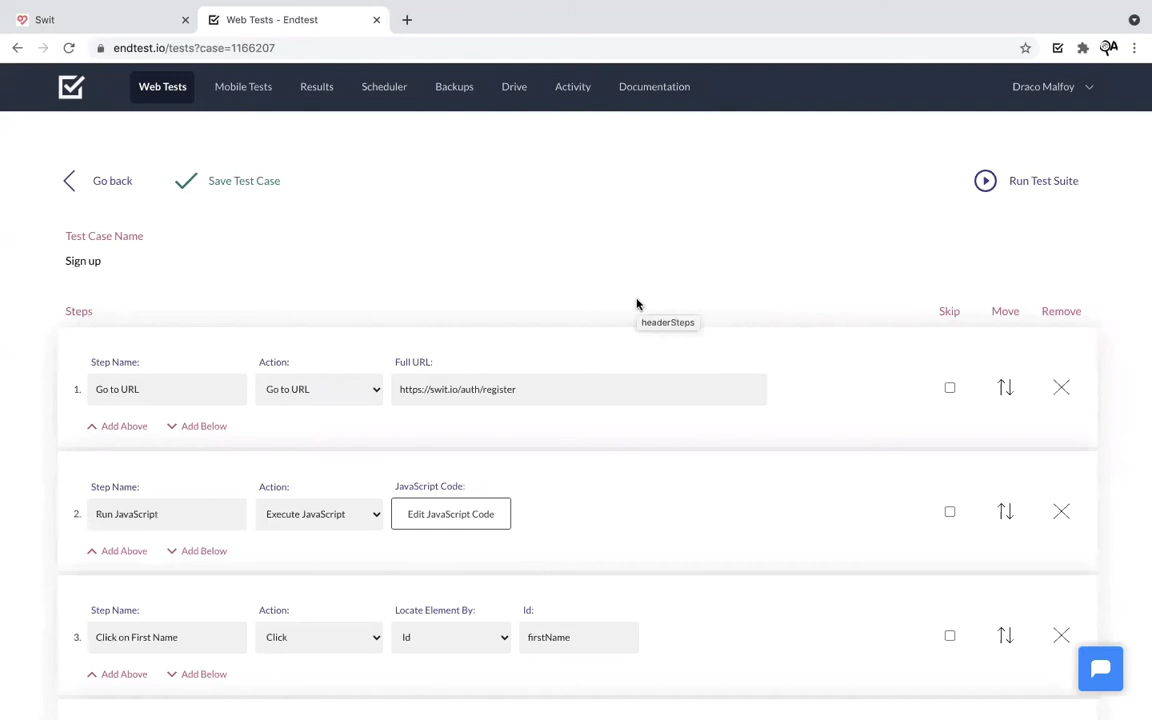 Swit
Web Tests - Endtest
endtest.io/tests?case=1166207
Web Tests Mobile Tests Results Scheduler Backups Drive Activity Documentation Draco Malfoy
Go back Save Test Case Run Test Suite
Test Case Name
Sign up
Steps Skip Move Remove
headerSteps
Step Name: Action: Full URL:
1. Go to URL Go to URL https://swit.io/auth/register
Add Above Add Below
Step Name: Action: JavaScript Code:
2. Run JavaScript Execute JavaScript Edit JavaScript Code
Add Above Add Below
Step Name: Action: Locate Element By: Id:
3. Click on First Name Click Id firstName
Add Above Add Below